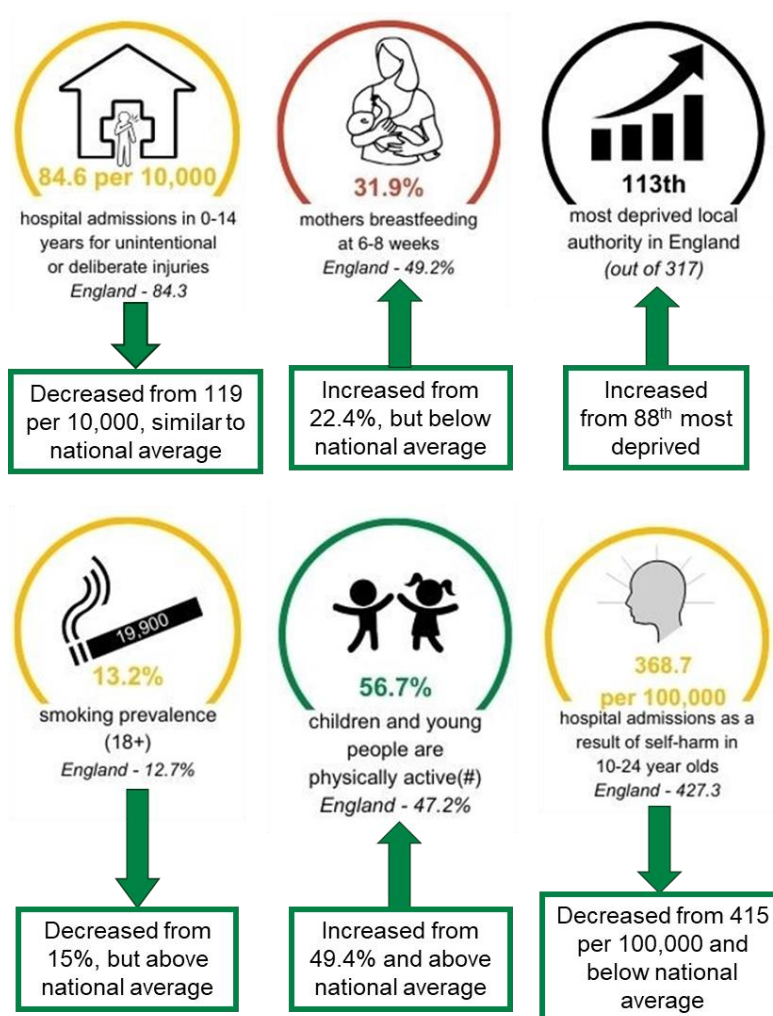 84.6 per 10,000
hospital admissions in 0-14
years for unintentional
or deliberate injuries
England - 84.3
Decreased from 119
per 10,000, similar to
national average
31.9%
mothers breastfeeding
at 6-8 weeks
England - 49.2%
Increased from
22.4%, but below
national average
113th
most deprived local
authority in England
(out of 317)
Increased
from 88th most
deprived
19,900
13.2%
smoking prevalence
(18+)
England - 12.7%
Decreased from
15%, but above
national average
56.7%
children and young
people are
physically active(#)
England - 47.2%
Increased from
49.4% and above
national average
368.7
per 100,000
hospital admissions as a
result of self-harm in
10-24 year olds
England - 427.3
Decreased from 415
per 100,000 and
below national
average